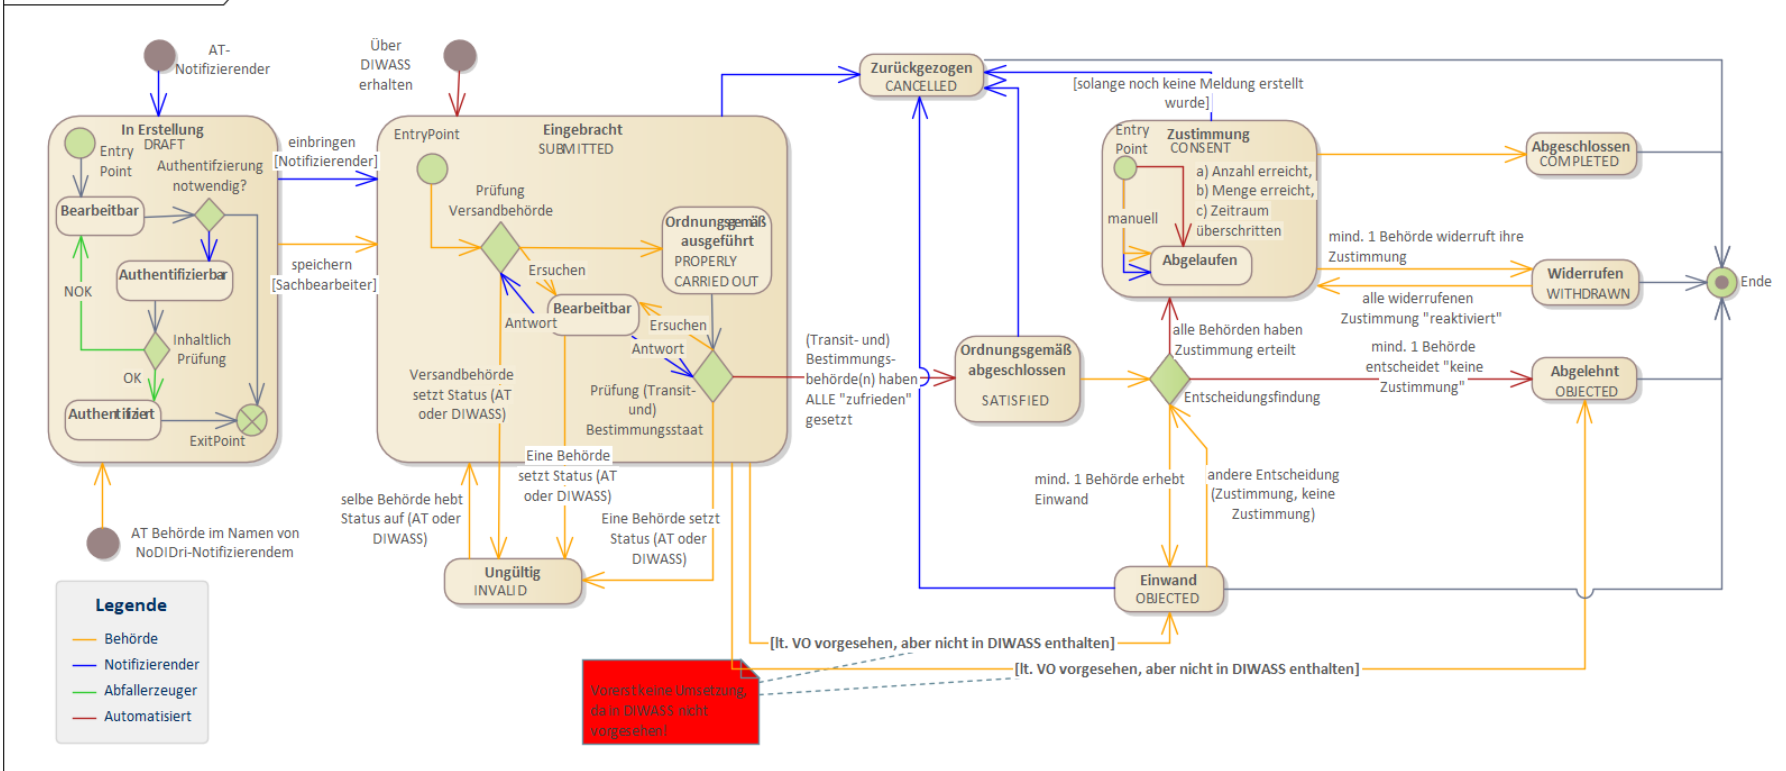 AT-
Notifizierender
Über
DIWASS
erhalten
In Erstellung
DRAFT
Entry
Point
Authentifzierung
notwendig?
Bearbeitbar
Authentifizierbar
NOK
Inhaltlich
Prüfung
OK
Authentifiziert
ExitPoint
einbringen
[Notifizierender]
speichern
[Sachbearbeiter]
AT Behörde im Namen von
NoDIDri-Notifizierendem
EntryPoint
Eingebracht
SUBMITTED
Prüfung
Versandbehörde
Ordnungsgemäß
ausgeführt
PROPERLY
CARRIED OUT
Ersuchen
Bearbeitbar
Antwort
Ersuchen
Antwort
Versandbehörde
setzt Status (AT
oder DIWASS)
Prüfung (Transit-
und)
Bestimmungsstaat
Eine Behörde
setzt Status (AT
oder DIWASS)
selbe Behörde hebt
Status auf (AT oder
DIWASS)
Eine Behörde setzt
Status (AT oder
DIWASS)
Ungültig
INVALID
(Transit- und)
Bestimmungs-
behörde(n) haben
ALLE "zufrieden"
gesetzt
Zurückgezogen
CANCELLED
[solange noch keine Meldung erstellt
wurde]
Ordnungsgemäß
abgeschlossen
SATISFIED
Entry
Point
Zustimmung
CONSENT
a) Anzahl erreicht,
b) Menge erreicht,
c) Zeitraum
überschritten
manuell
Abgelaufen
alle Behörden haben
Zustimmung erteilt
Entscheidungsfindung
mind. 1 Behörde erhebt
Einwand
andere Entscheidung
(Zustimmung, keine
Zustimmung)
Einwand
OBJECTED
Abgeschlossen
COMPLETED
mind. 1 Behörde widerruft ihre
Zustimmung
Widerrufen
WITHDRAWN
alle widerrufenen
Zustimmung "reaktiviert"
mind. 1 Behörde
entscheidet "keine
Zustimmung"
Abgelehnt
OBJECTED
Ende
[lt. VO vorgesehen, aber nicht in DIWASS enthalten]
[lt. VO vorgesehen, aber nicht in DIWASS enthalten]
Vorerst keine Umsetzung,
da in DIWASS nicht
vorgesehen!
Legende
Behörde
Notifizierender
Abfallerzeuger
Automatisiert